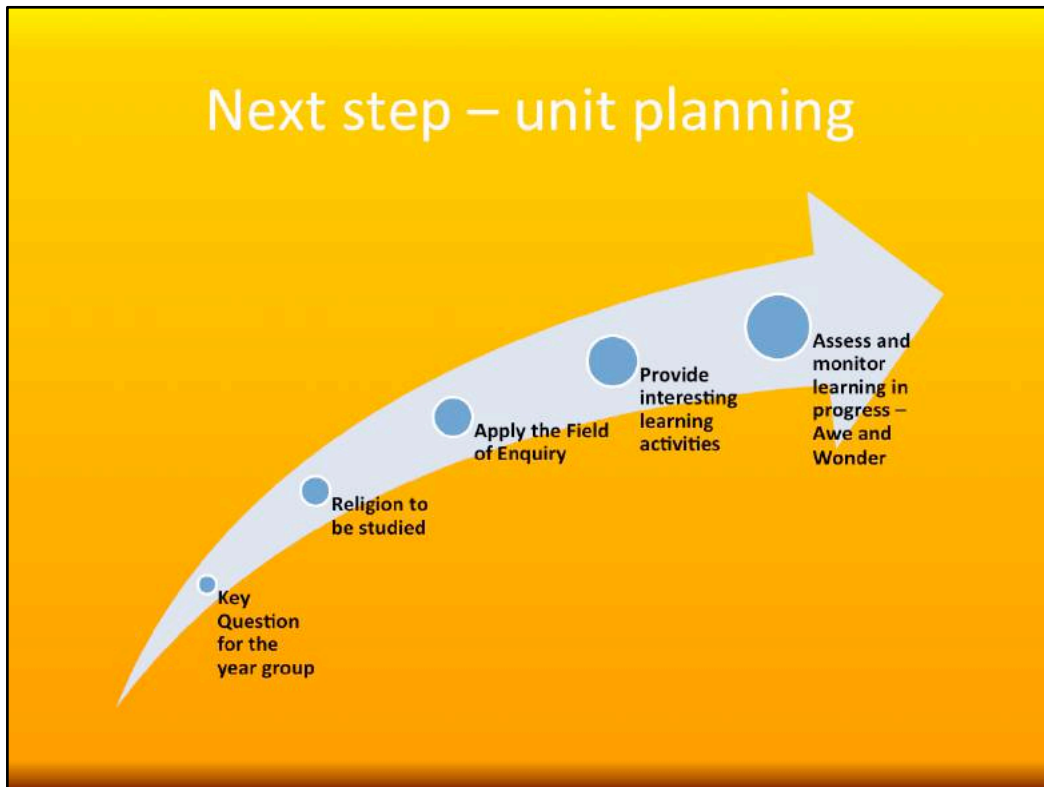 Next step – unit planning
Key
Question
for the
year group
Religion to
be studied
Apply the Field
of Enquiry
Provide
interesting
learning
activities
Assess and
monitor
learning in
progress –
Awe and
Wonder